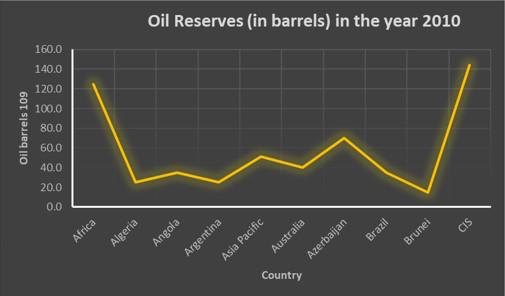 Oil Reserves (in barrels) in the year 2010
160.0
140.0
120.0
100.0
80.0
60.0
40.0
20.0
0.0
Oil barrels 109
Africa
Algeria
Angola
Argentina
Asia Pacific
Australia
Azerbaijan
Brazil
Brunei
CIS
Country